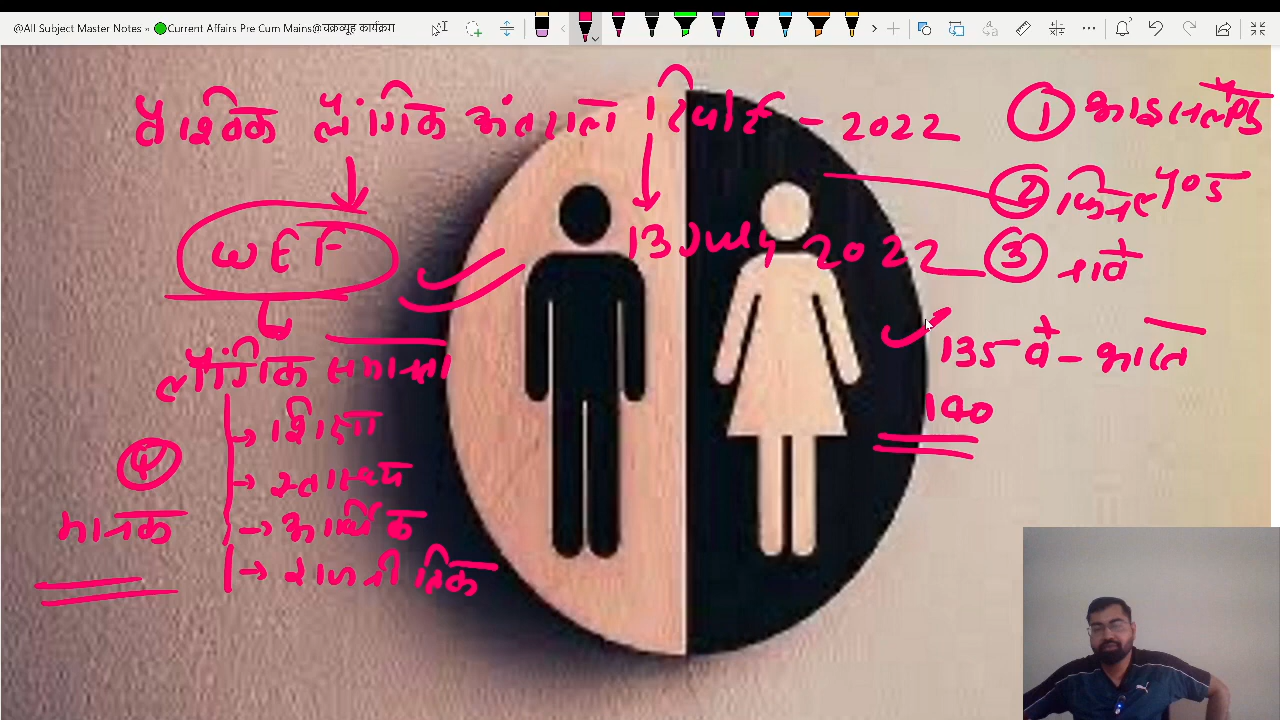 All Subject Master Notes » Current Affairs Pre Cum Mains@चक्रव्यूह कार्यक्रम
वैश्विक लैंगिक अंतराल रिपोर्ट - 2022
WEF
13 July 2022
लैंगिक समानता
→ शिक्षा
→ स्वास्थ्य
→ आर्थिक
→ राजनीतिक
4
मानक
1 आइसलैण्ड
2 फिनलैण्ड
3 नार्वे
135 वें - भारत
140